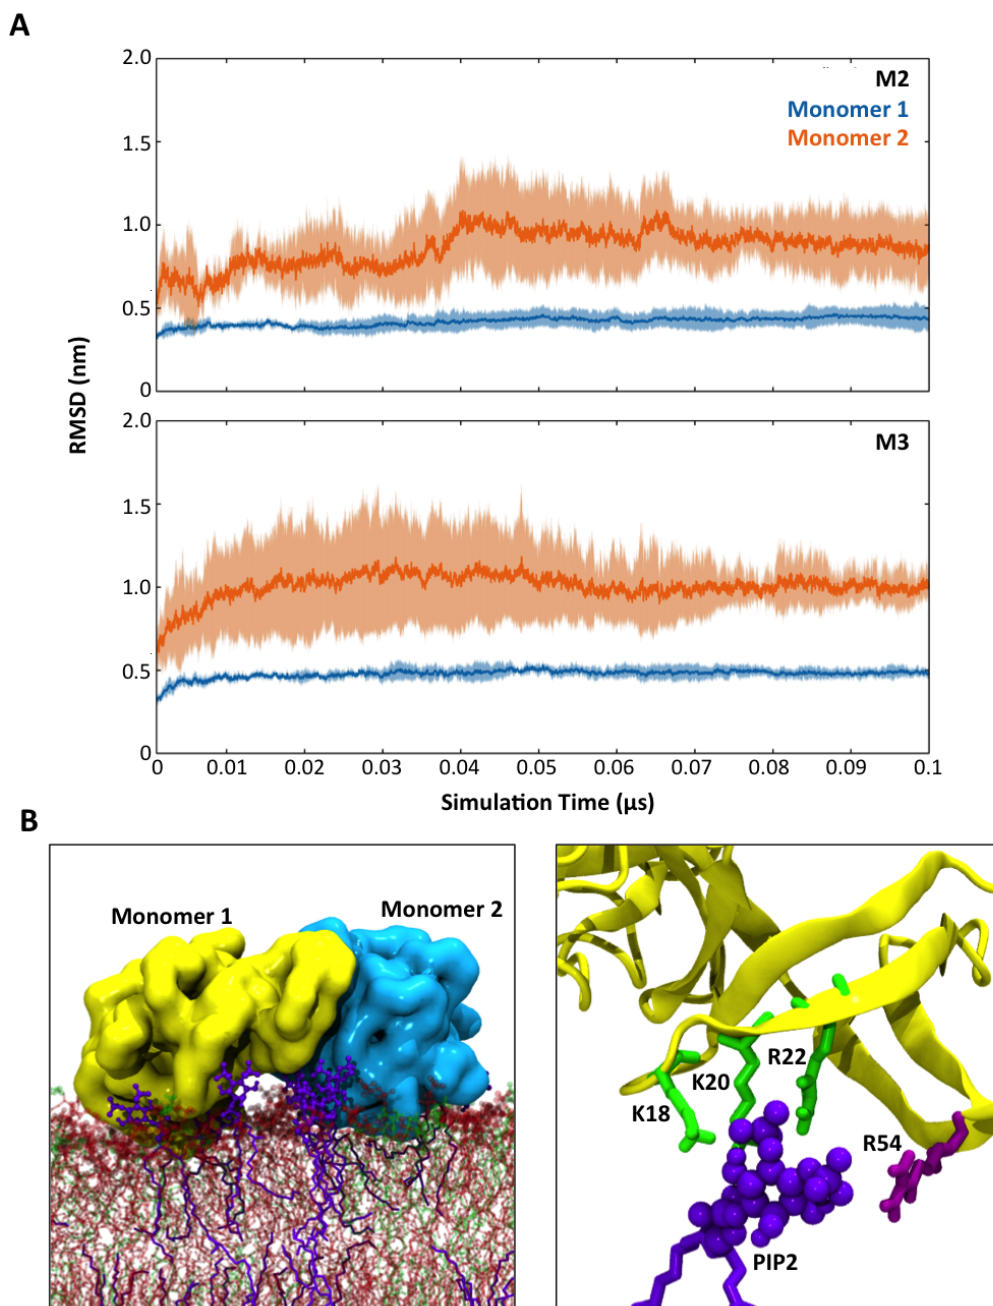 A
2.0
M2
Monomer 1
Monomer 2
1.5
1.0
0.5
0
RMSD (nm)
2.0
M3
1.5
1.0
0.5
0
0 0.01 0.02 0.03 0.04 0.05 0.06 0.07 0.08 0.09 0.1
Simulation Time (μs)
B
Monomer 1
Monomer 2
K18
K20
R22
R54
PIP2